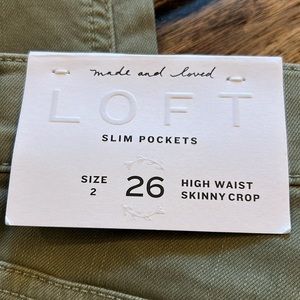 made and loved
LOFT
SLIM POCKETS
SIZE 2
26
HIGH WAIST
SKINNY CROP